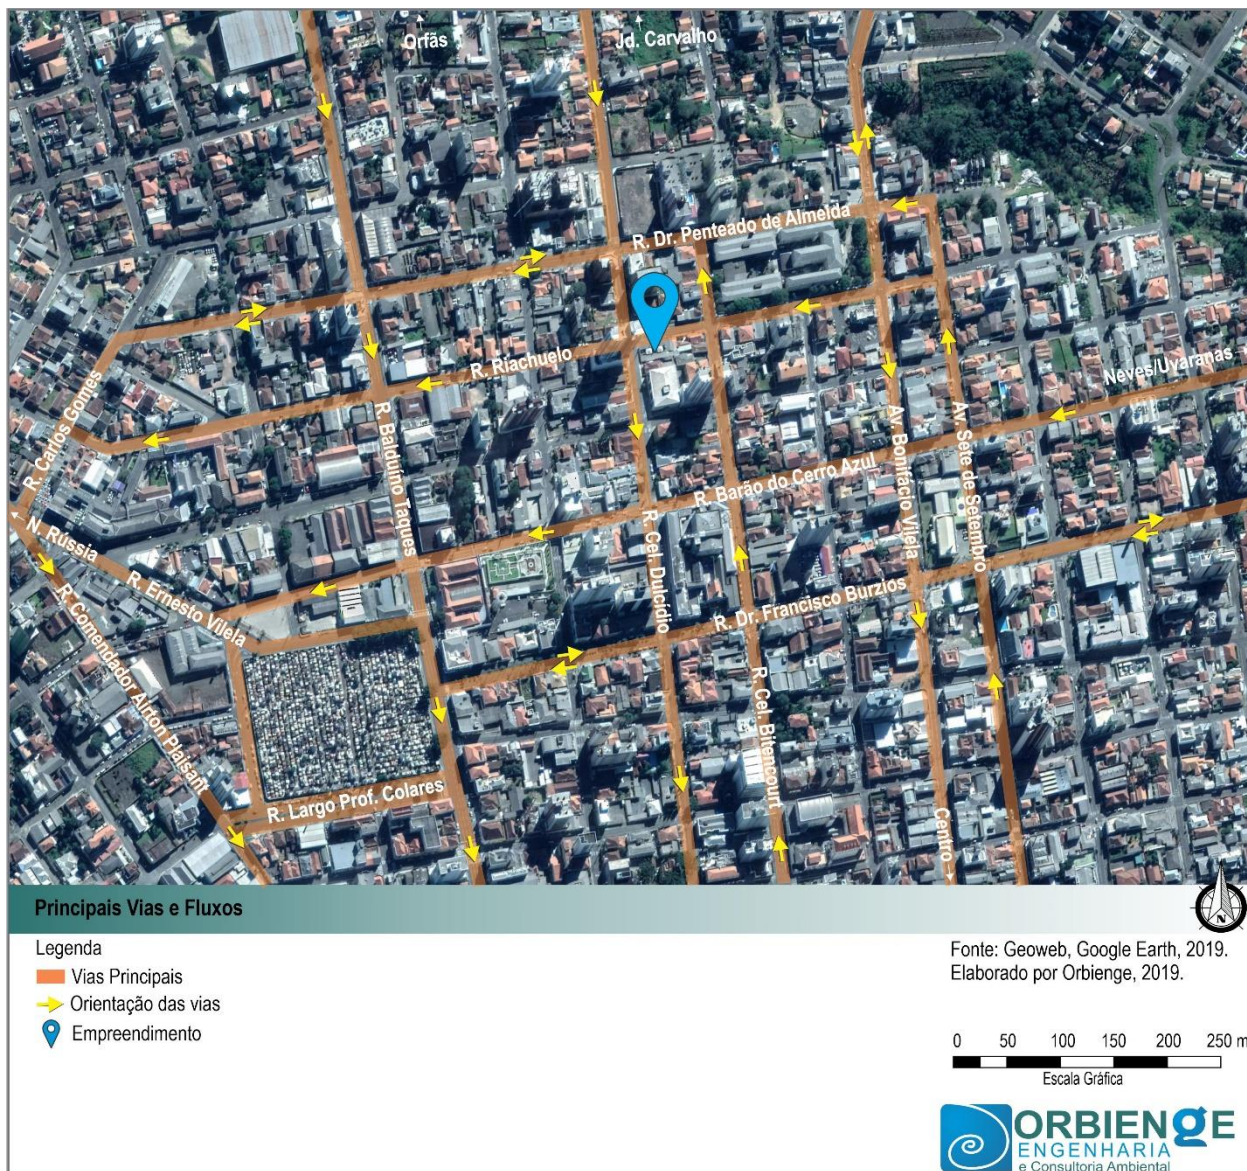 Orfãs
Jd. Carvalho
R. Dr. Penteado de Almeida
R. Riachuelo
Neves/Uvaranas
R. Carlos Gomes
R. Balduino Taques
Av. Bonifácio Vilela
Av. Sete de Setembro
R. Barão do Cerro Azul
N. Rússia
R. Ernesto Vilela
R. Cel. Dulcídio
R. Comendador Airton Plaisant
R. Dr. Francisco Burzios
R. Cel. Bitencourt
R. Largo Prof. Colares
Centro
Principais Vias e Fluxos
N
Legenda
Vias Principais
Orientação das vias
Empreendimento
Fonte: Geoweb, Google Earth, 2019.
Elaborado por Orbienge, 2019.
0 50 100 150 200 250 m
Escala Gráfica
ORBIENGE
ENGENHARIA
e Consultoria Ambiental